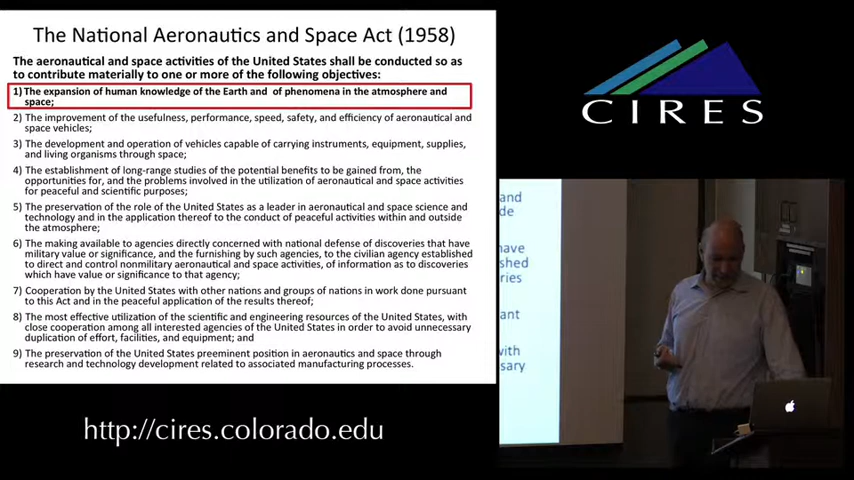 The National Aeronautics and Space Act (1958)
The aeronautical and space activities of the United States shall be conducted so as
to contribute materially to one or more of the following objectives:
1) The expansion of human knowledge of the Earth and  of phenomena in the atmosphere and
space;
2) The improvement of the usefulness, performance, speed, safety, and efficiency of aeronautical and
space vehicles;
3) The development and operation of vehicles capable of carrying instruments, equipment, supplies,
and living organisms through space;
4) The establishment of long-range studies of the potential benefits to be gained from, the
opportunities for, and the problems involved in the utilization of aeronautical and space activities
for peaceful and scientific purposes;
5) The preservation of the role of the United States as a leader in aeronautical and space science and
technology and in the application thereof to the conduct of peaceful activities within and outside
the atmosphere;
6) The making available to agencies directly concerned with national defense of discoveries that have
military value or significance, and the furnishing by such agencies, to the civilian agency established
to direct and control nonmilitary aeronautical and space activities, of information as to discoveries
which have value or significance to that agency;
7) Cooperation by the United States with other nations and groups of nations in work done pursuant
to this Act and in the peaceful application of the results thereof;
8) The most effective utilization of the scientific and engineering resources of the United States, with
close cooperation among all interested agencies of the United States in order to avoid unnecessary
duplication of effort, facilities, and equipment; and
9) The preservation of the United States preeminent position in aeronautics and space through
research and technology development related to associated manufacturing processes.
http://cires.colorado.edu
CIRES
and
de
have
shed
ries
ant
with
ssary